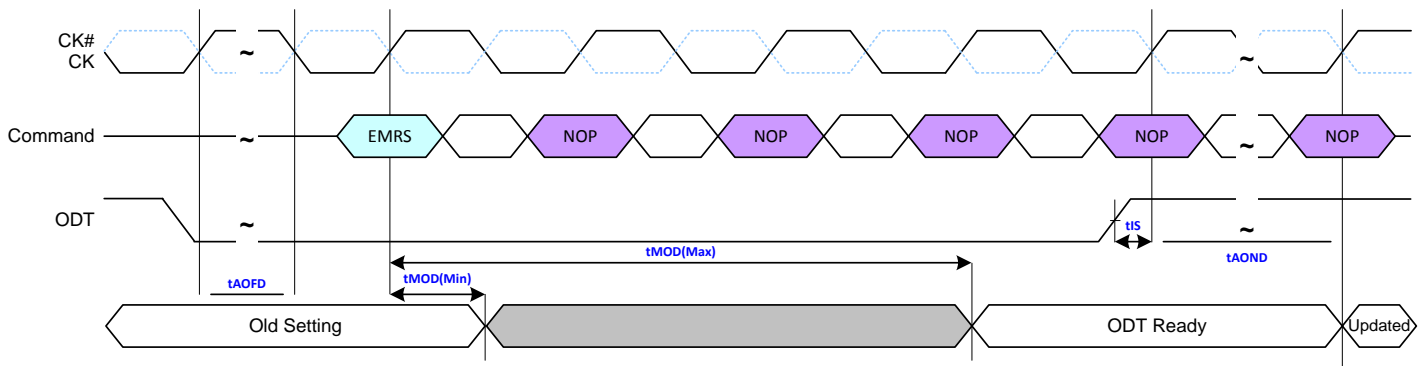 CK#
CK
Command
EMRS
NOP
NOP
NOP
NOP
NOP
ODT
tIS
tMOD(Max)
tAOND
tAOFD
tMOD(Min)
Old Setting
ODT Ready
Updated